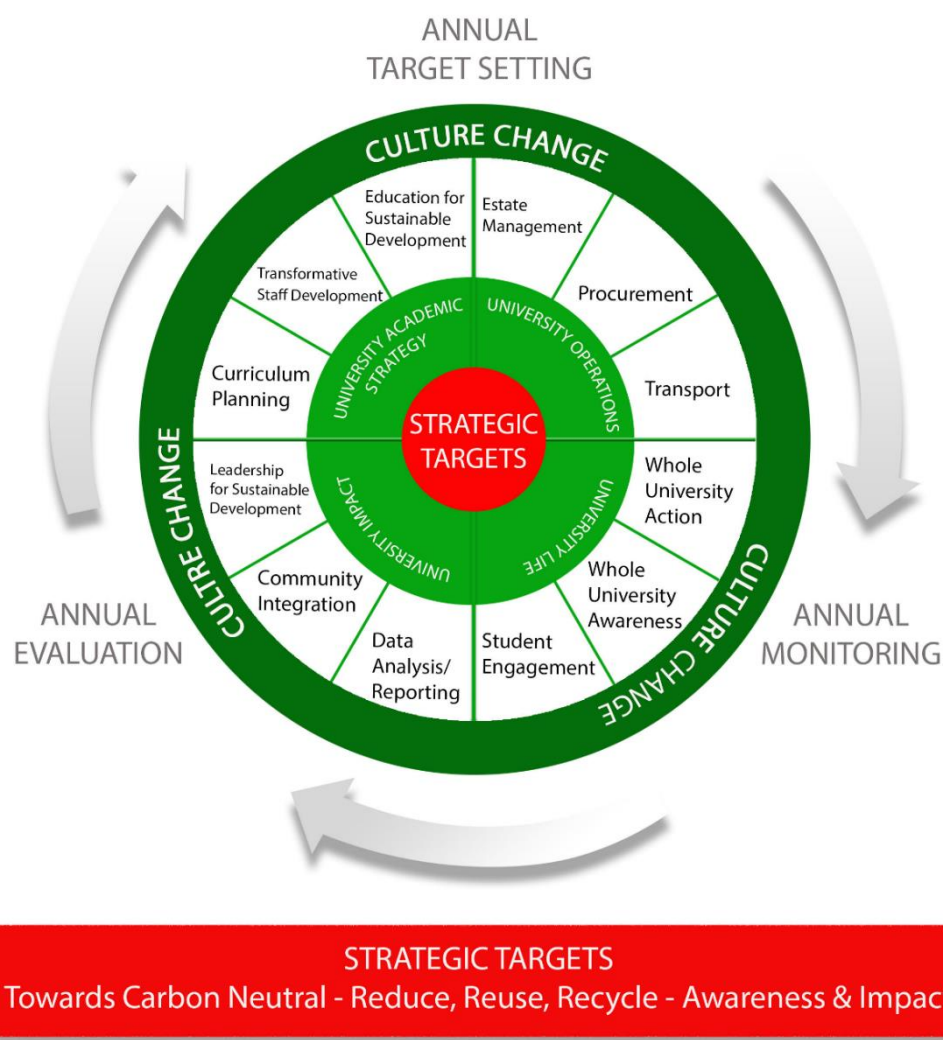 ANNUAL
TARGET SETTING
CULTURE CHANGE
Education for
Sustainable
Development
Estate
Management
Transformative
Staff Development
Procurement
UNIVERSITY ACADEMIC
STRATEGY
UNIVERSITY OPERATIONS
Curriculum
Planning
Transport
STRATEGIC
TARGETS
Leadership
for Sustainable
Development
Whole
University
Action
UNIVERSITY IMPACT
UNIVERSITY LIFE
Community
Integration
Whole
University
Awareness
Data
Analysis/
Reporting
Student
Engagement
CULTRE CHANGE
CULTURE CHANGE
ANNUAL
EVALUATION
ANNUAL
MONITORING
STRATEGIC TARGETS
Towards Carbon Neutral - Reduce, Reuse, Recycle - Awareness & Impac